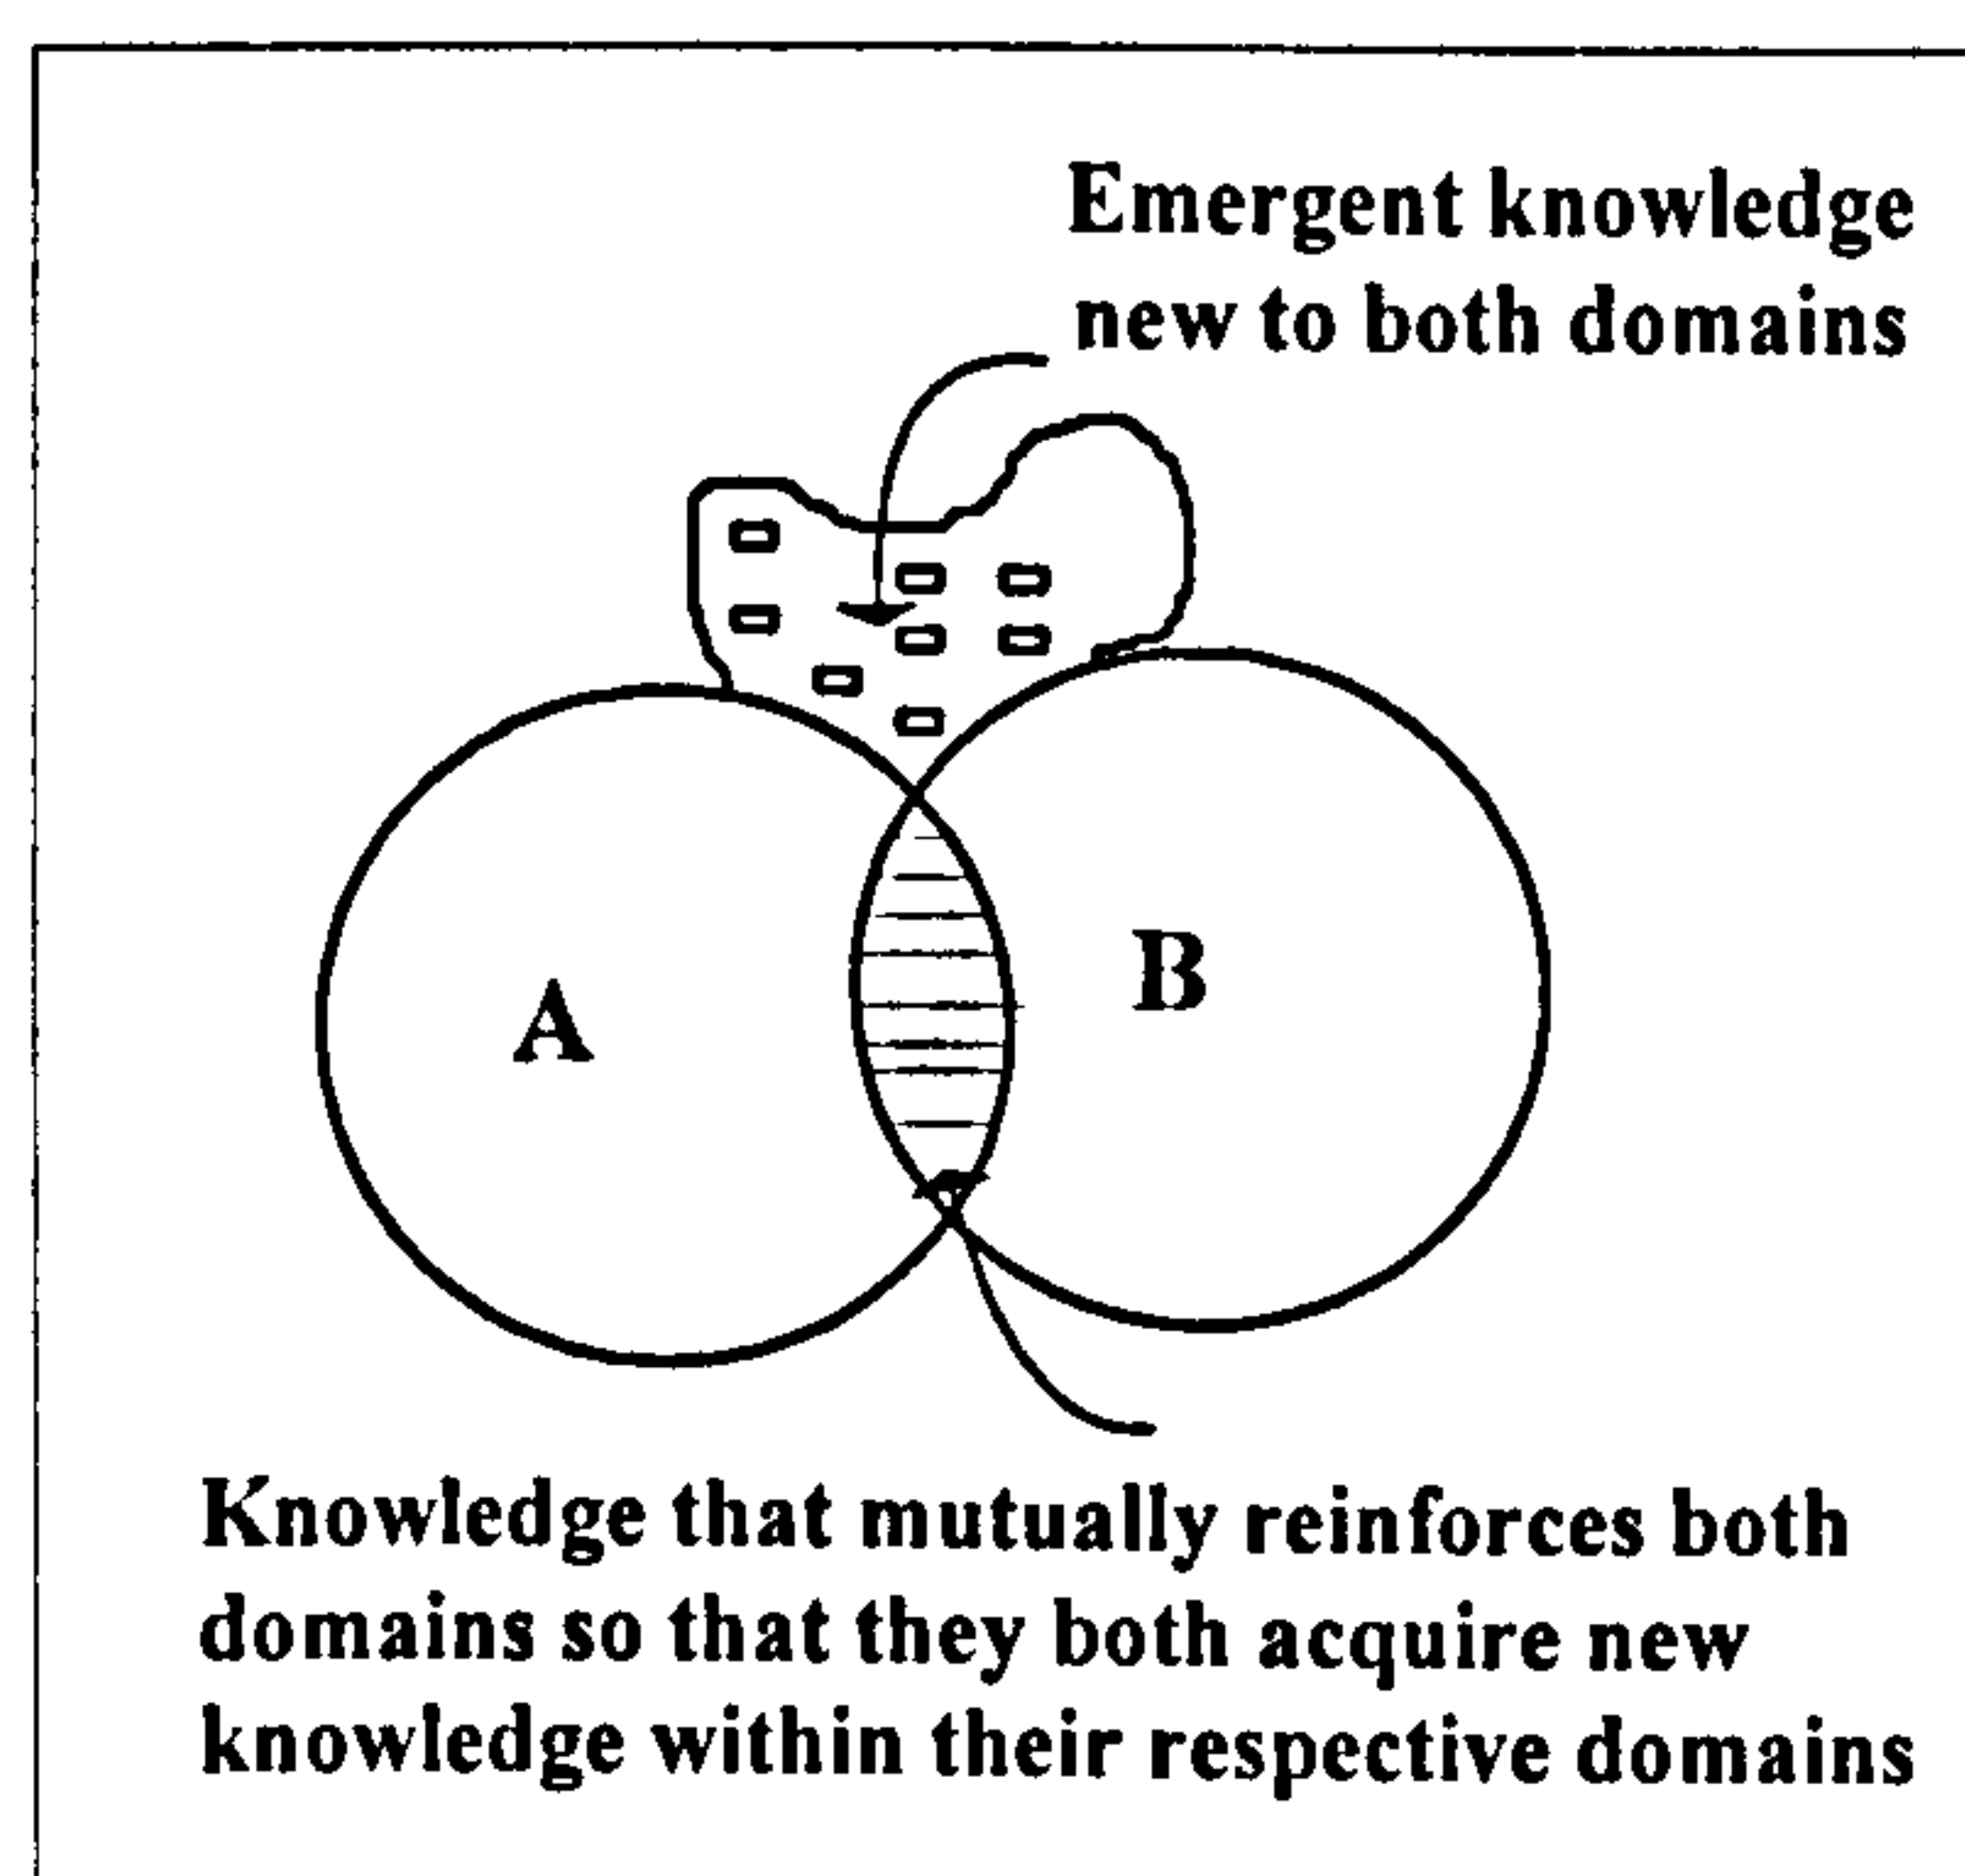 Emergent knowledge
new to both domains
A
B
Knowledge that mutually reinforces both
domains so that they both acquire new
knowledge within their respective domains